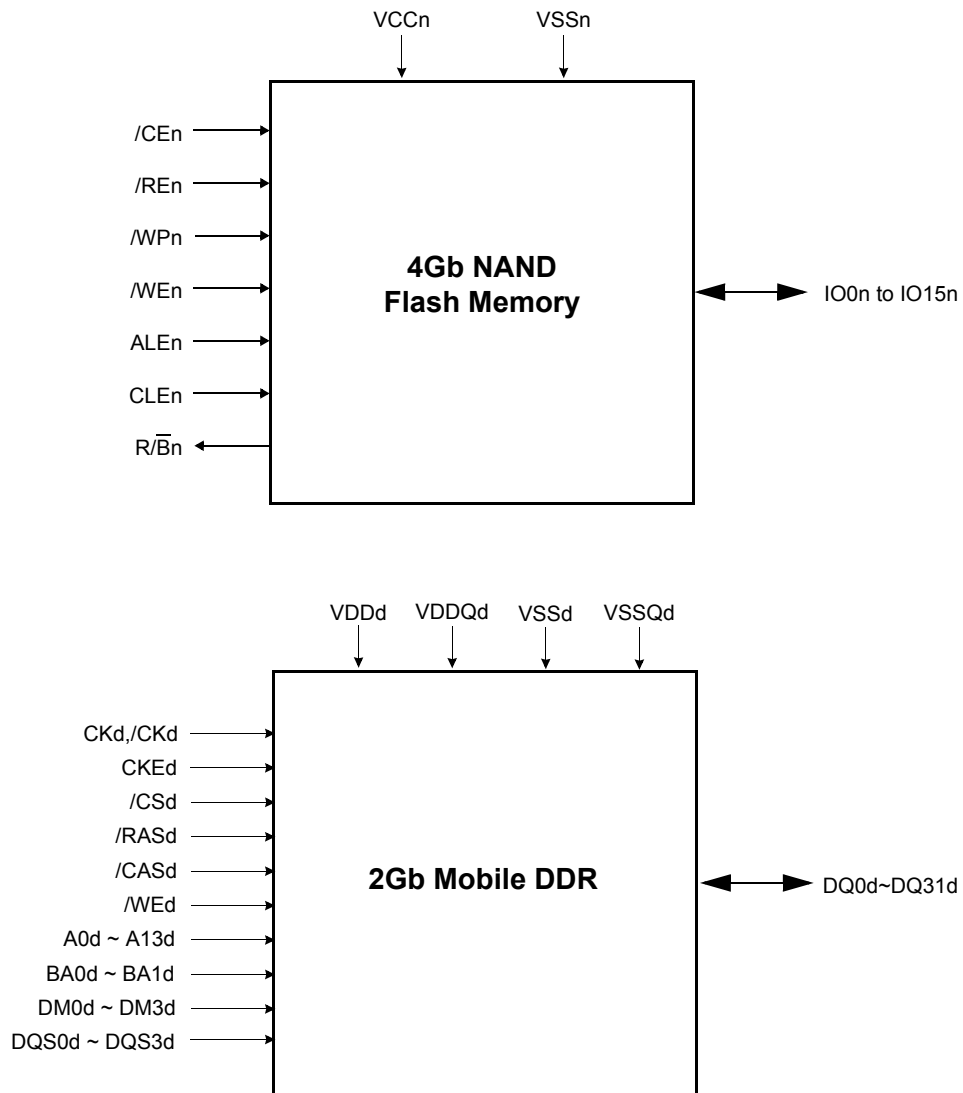 VCCn VSSn
/CEn
/REn
/WPn
/WEn
ALEn
CLEn
R/B̅n
4Gb NAND
Flash Memory
IO0n to IO15n
VDDd VDDQd VSSd VSSQd
CKd,/CKd
CKEd
/CSd
/RASd
/CASd
/WEd
A0d ~ A13d
BA0d ~ BA1d
DM0d ~ DM3d
DQS0d ~ DQS3d
2Gb Mobile DDR
DQ0d~DQ31d